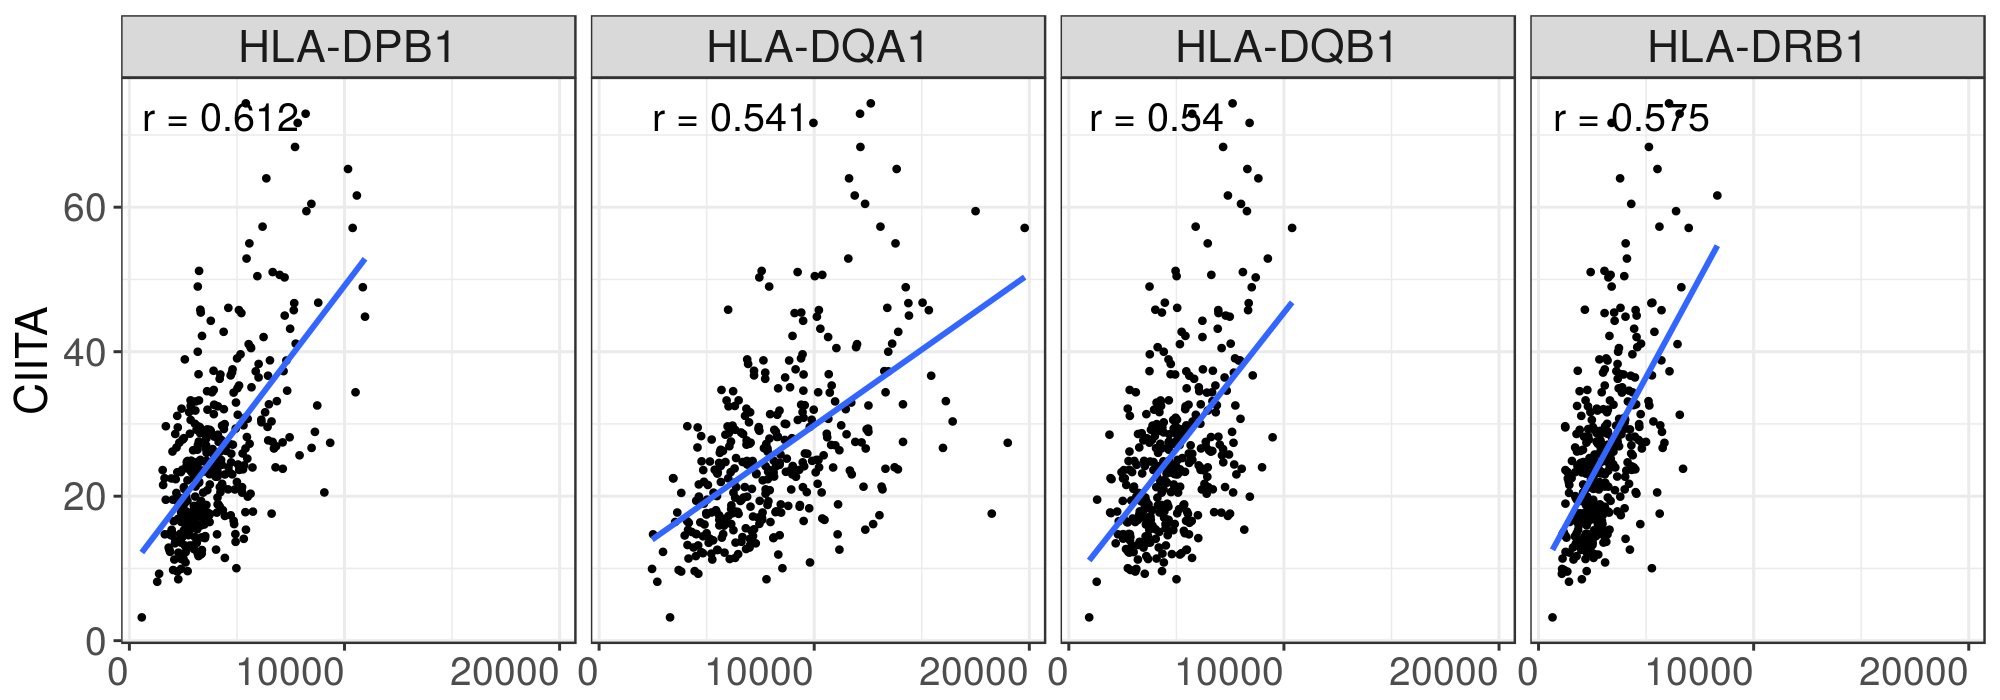 HLA-DPB1
HLA-DQA1
HLA-DQB1
HLA-DRB1
r = 0.612
r = 0.541
r = 0.54
r = 0.575
CIITA
60
40
20
0
0 10000 20000
0 10000 20000
0 10000 20000
0 10000 20000